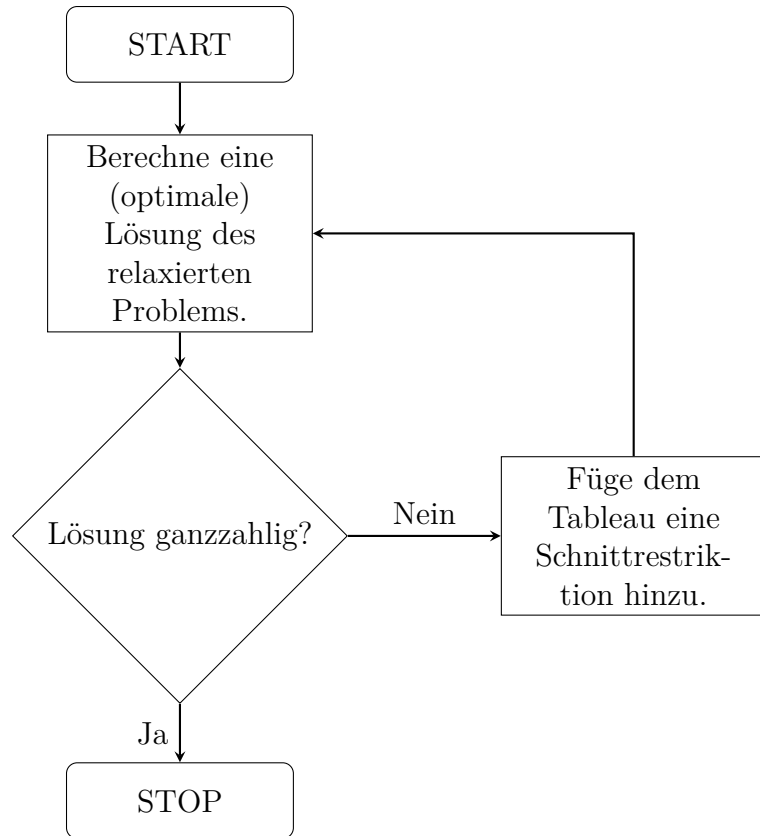 START
Berechne eine
(optimale)
Lösung des
relaxierten
Problems.
Lösung ganzzahlig?
Nein
Füge dem
Tableau eine
Schnittrestrik-
tion hinzu.
Ja
STOP